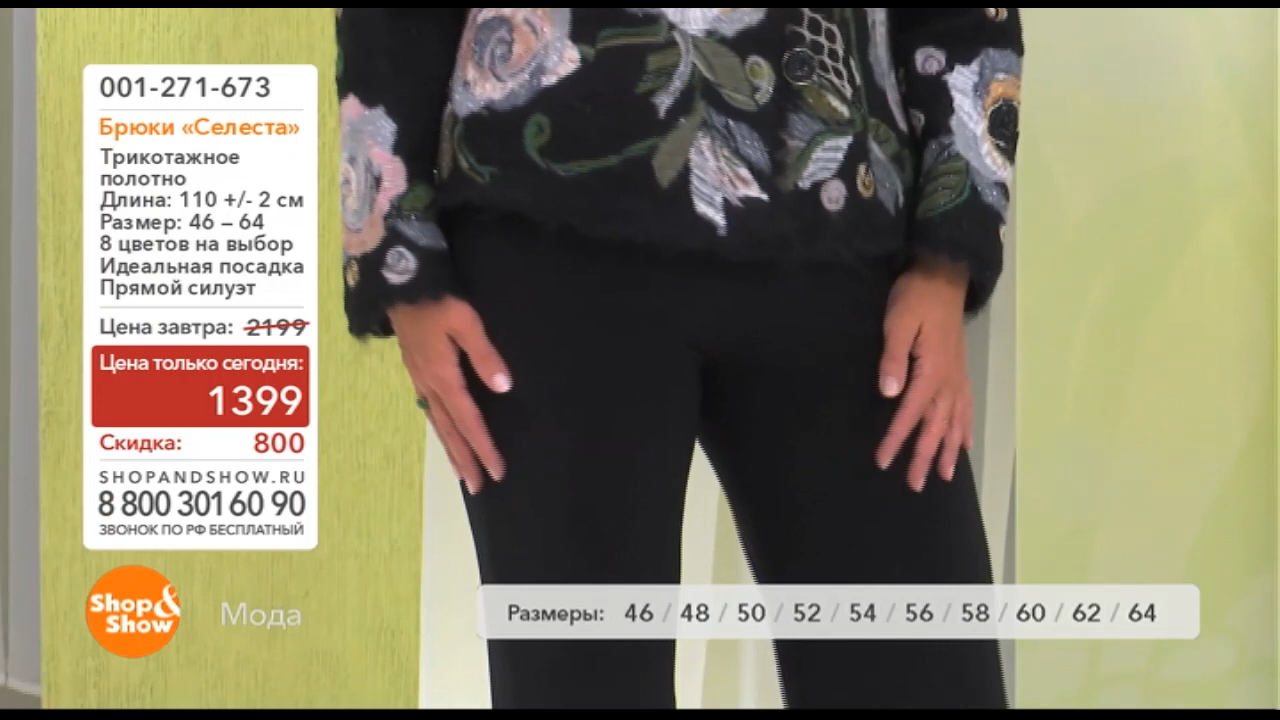 001-271-673
Брюки «Селеста»
Трикотажное
полотно
Длина: 110 +/- 2 см
Размер: 46 – 64
8 цветов на выбор
Идеальная посадка
Прямой силуэт
Цена завтра: 2199
Цена только сегодня:
1399
Скидка: 800
SHOPANDSHOW.RU
8 800 301 60 90
ЗВОНОК ПО РФ БЕСПЛАТНЫЙ
Shop&
Show
Мода
Размеры: 46 / 48 / 50 / 52 / 54 / 56 / 58 / 60 / 62 / 64